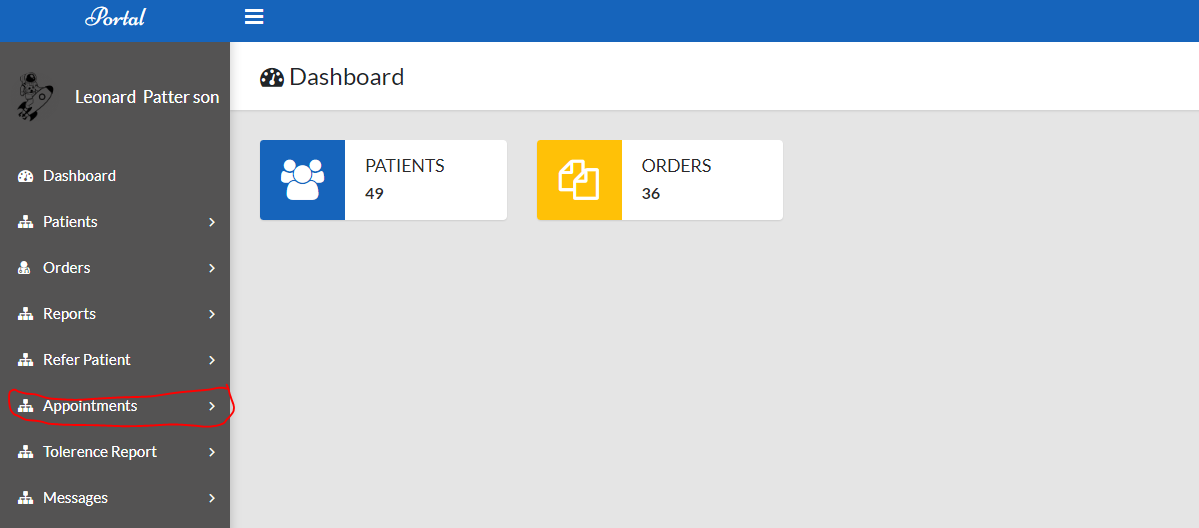 Portal
Dashboard
Leonard Patter son
Dashboard
Patients
Orders
Reports
Refer Patient
Appointments
Tolerence Report
Messages
PATIENTS
49
ORDERS
36